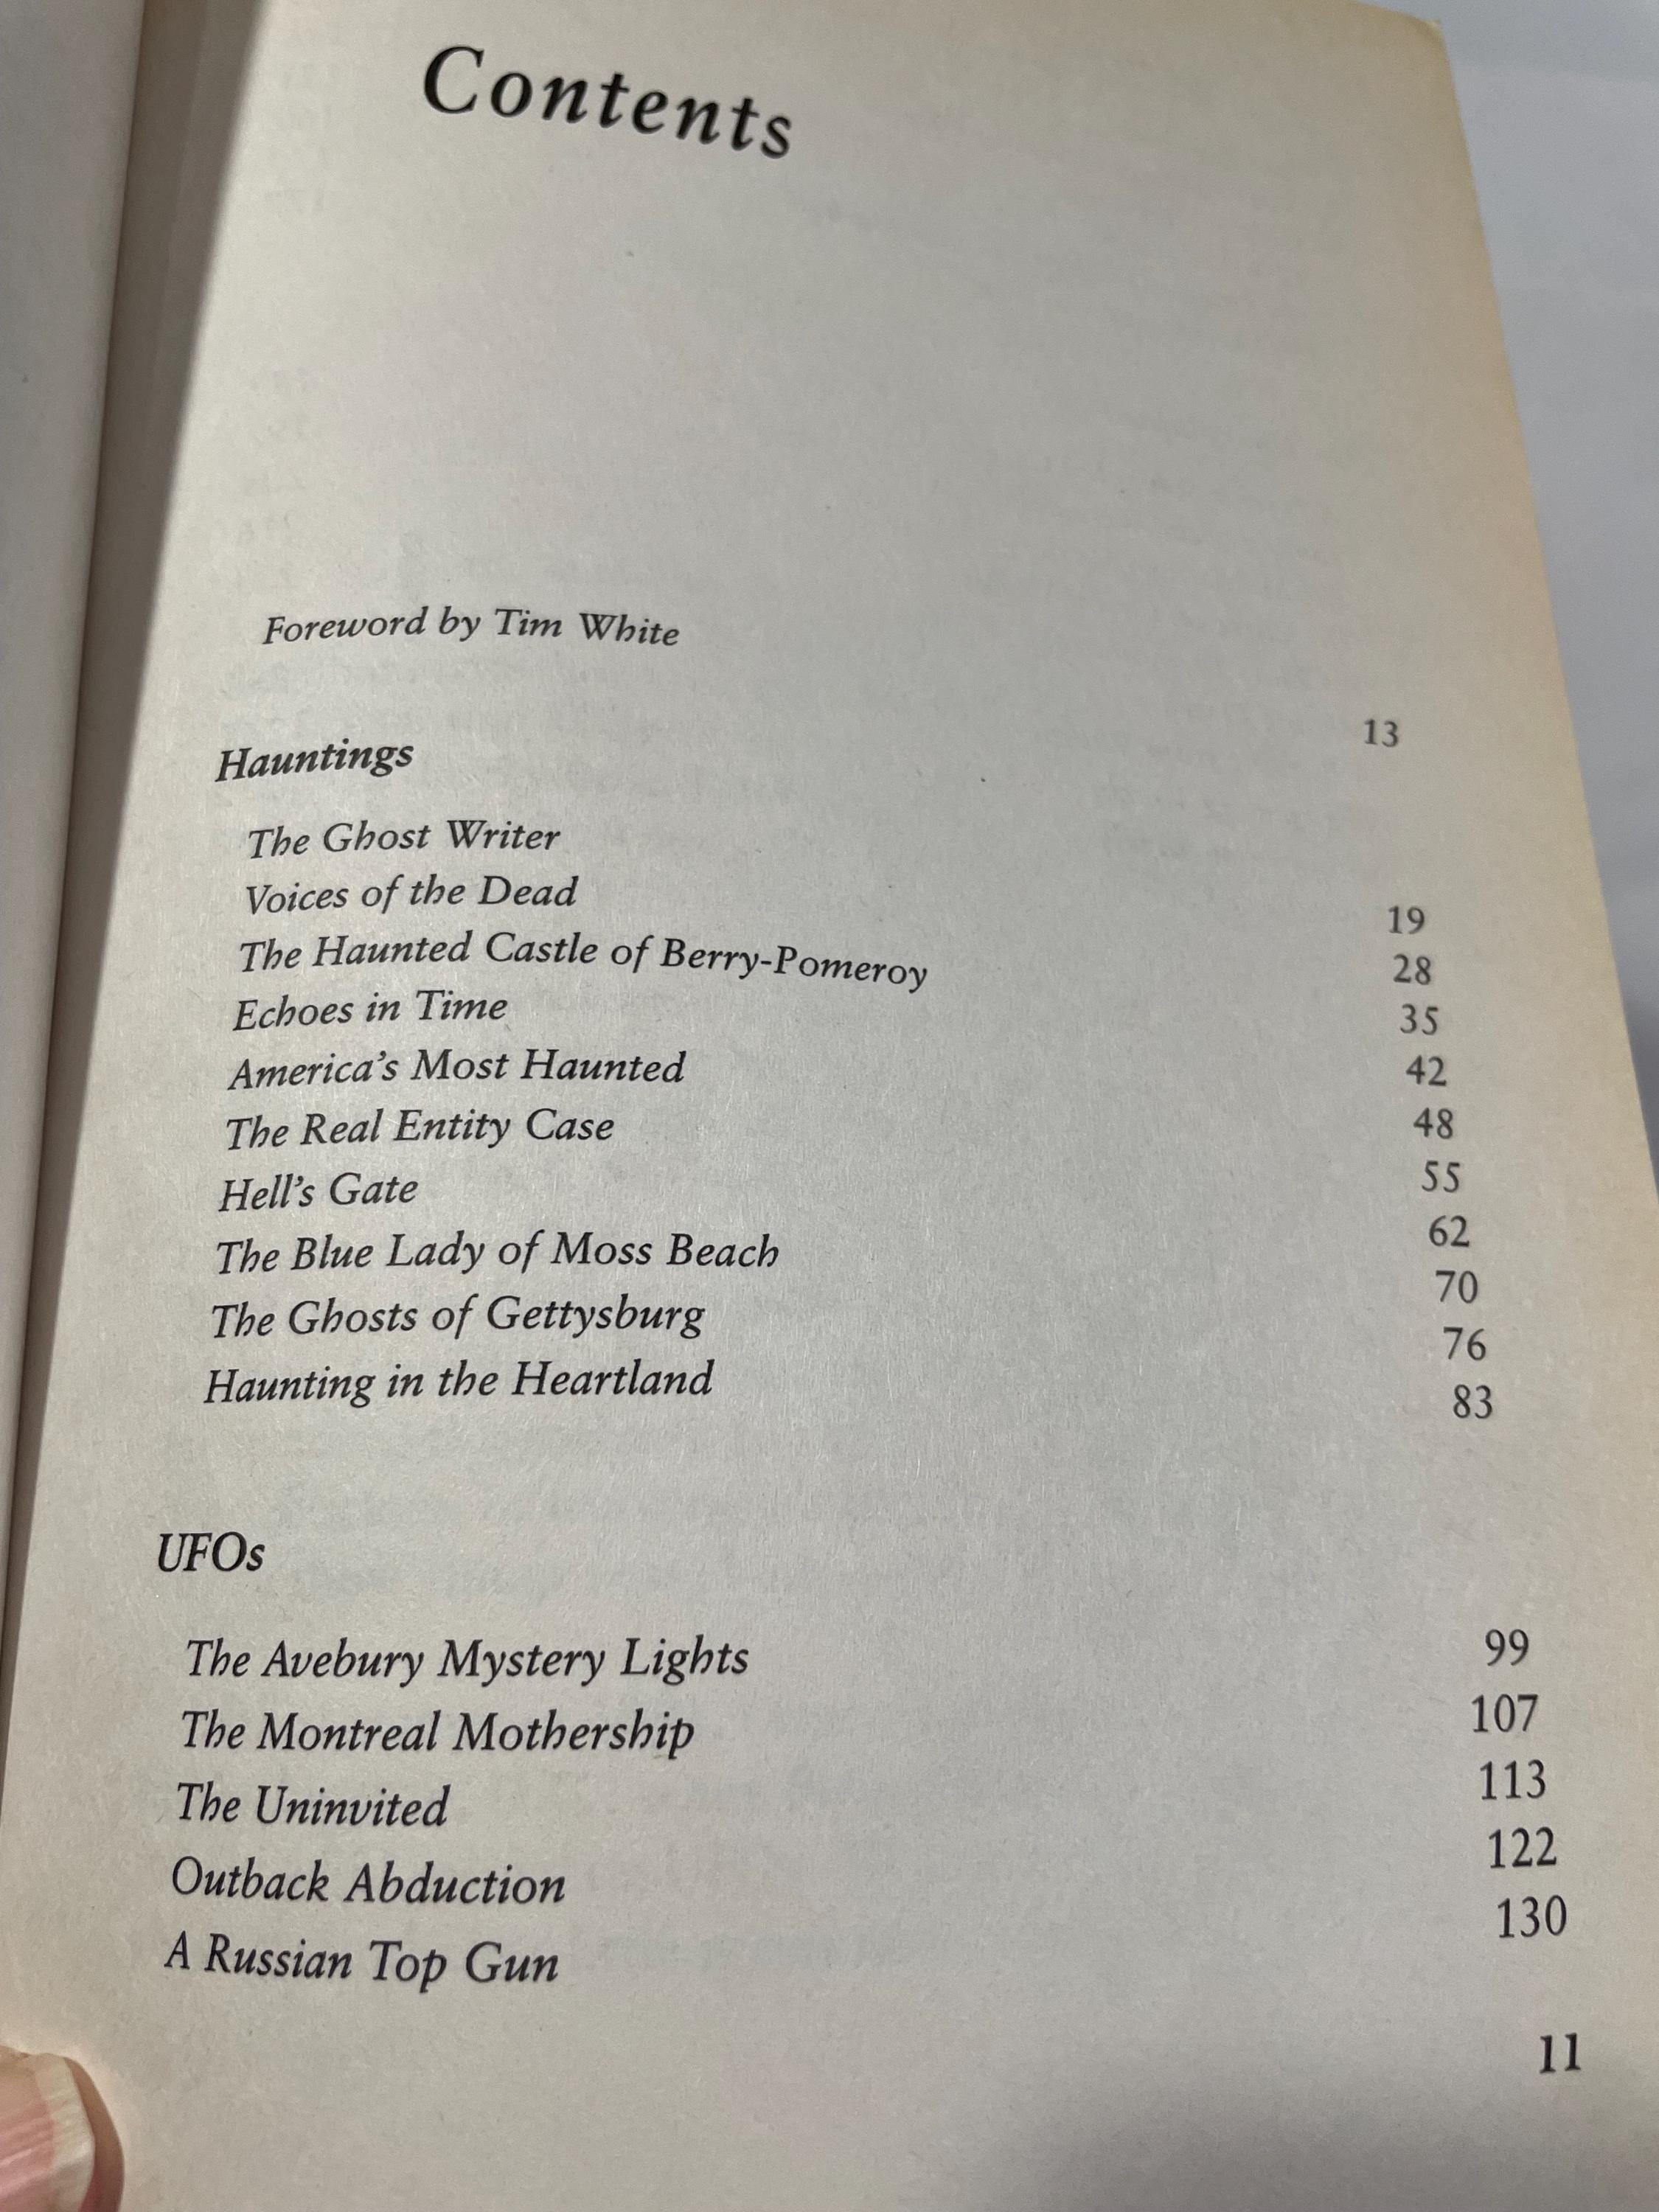 Contents
Foreword by Tim White 13
Hauntings
The Ghost Writer 19
Voices of the Dead 28
The Haunted Castle of Berry-Pomeroy 35
Echoes in Time 42
America's Most Haunted 48
The Real Entity Case 55
Hell's Gate 62
The Blue Lady of Moss Beach 70
The Ghosts of Gettysburg 76
Haunting in the Heartland 83
UFOs
The Avebury Mystery Lights 99
The Montreal Mothership 107
The Uninvited 113
Outback Abduction 122
A Russian Top Gun 130
11